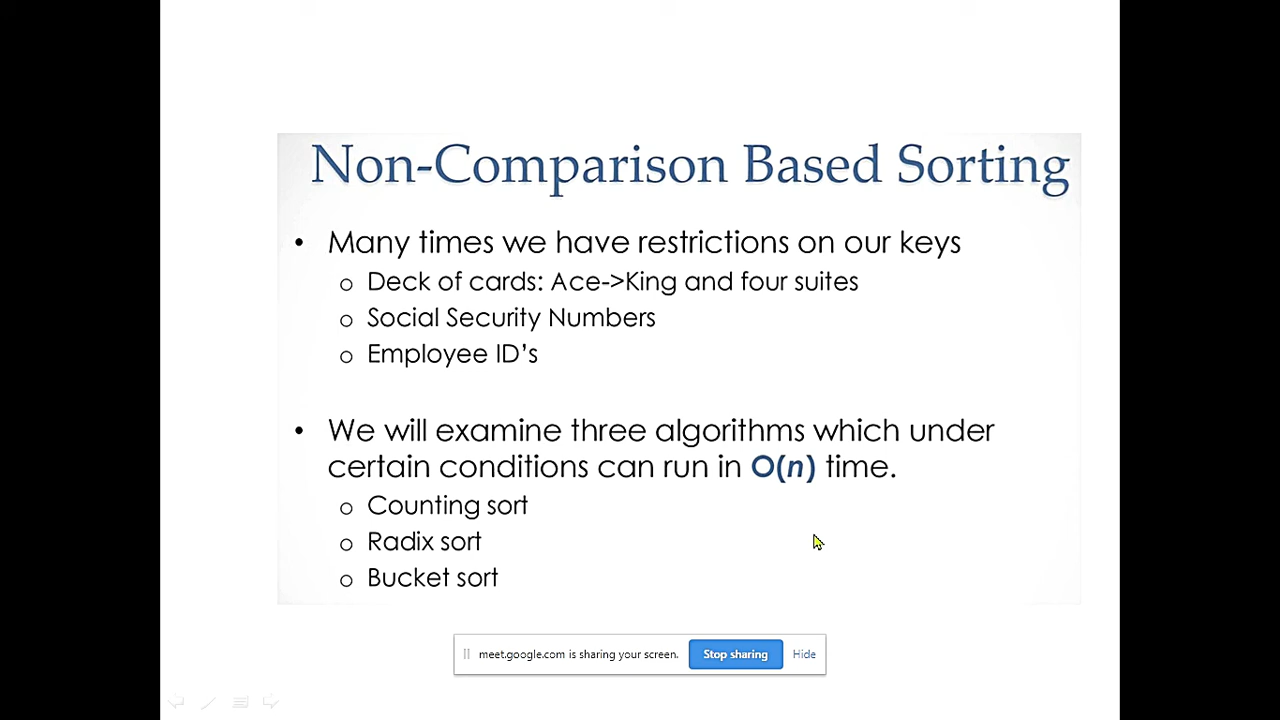 Non-Comparison Based Sorting
• Many times we have restrictions on our keys
o Deck of cards: Ace->King and four suites
o Social Security Numbers
o Employee ID’s
• We will examine three algorithms which under
certain conditions can run in O(n) time.
o Counting sort
o Radix sort
o Bucket sort
meet.google.com is sharing your screen. Stop sharing Hide